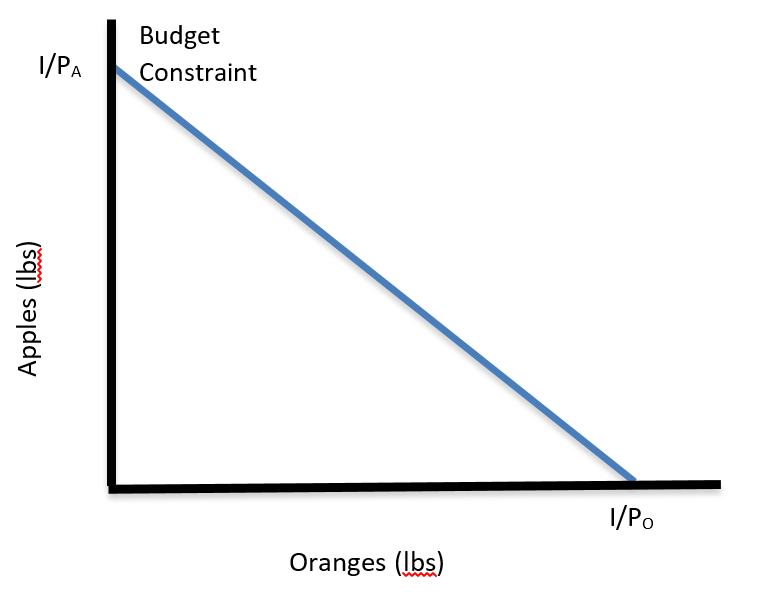 Budget
Constraint
I/PA
Apples (lbs)
I/PO
Oranges (lbs)